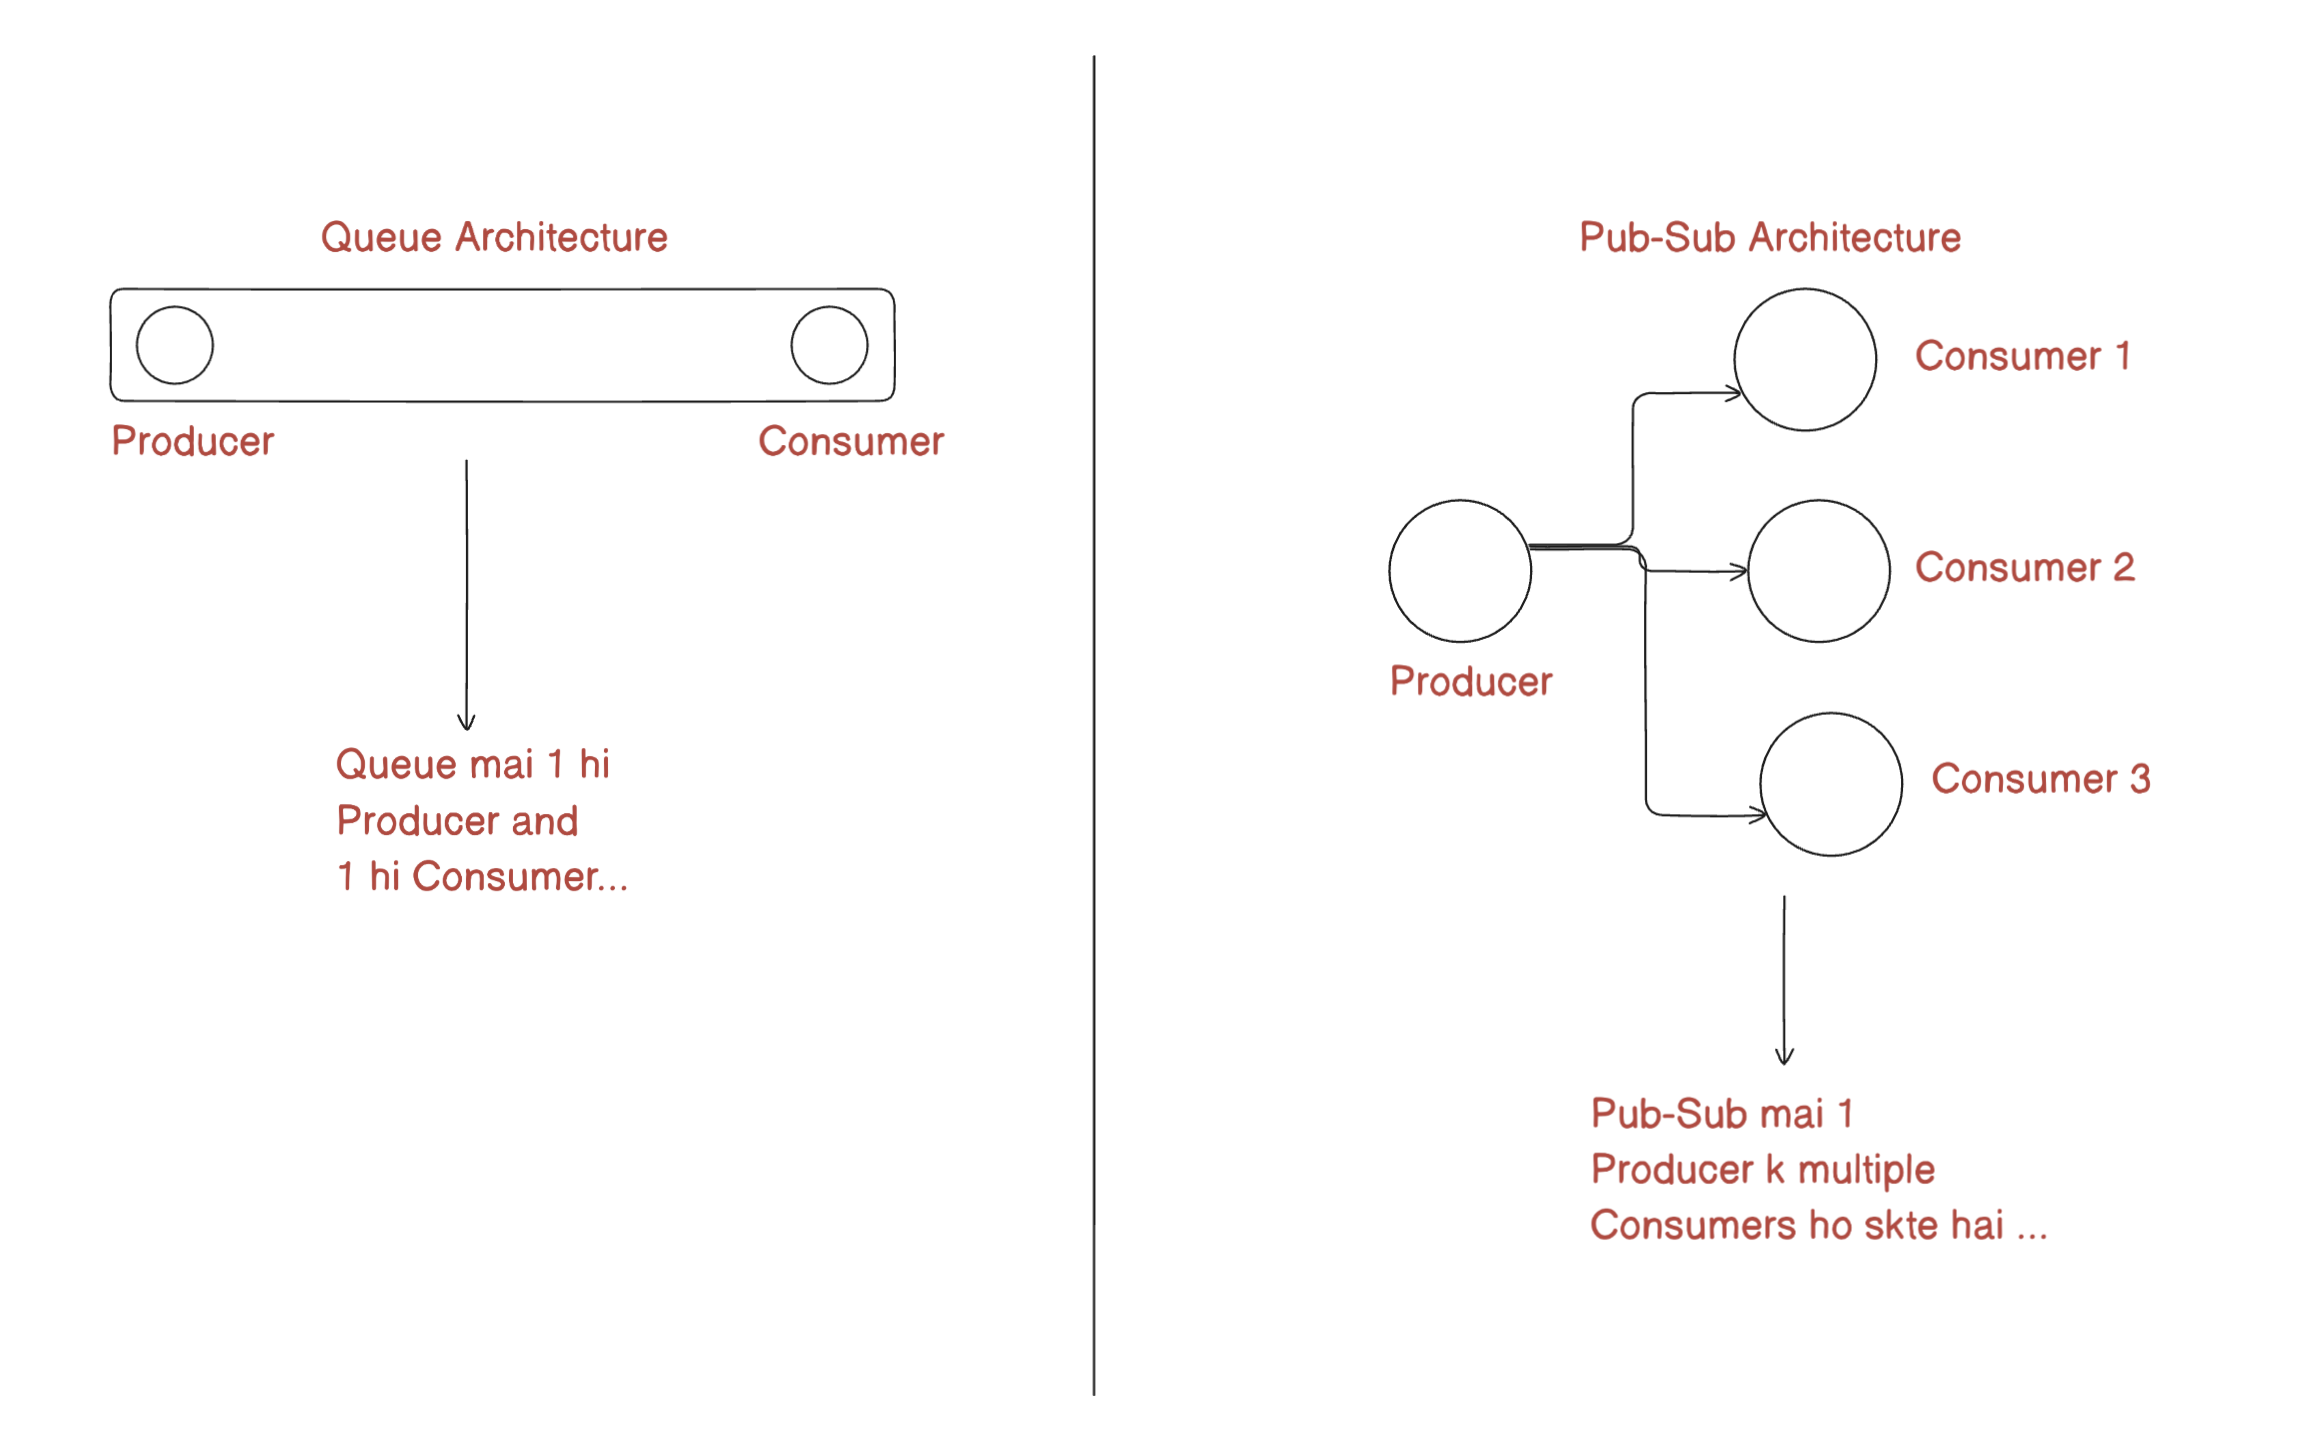 Queue Architecture
Producer
Consumer
Queue mai 1 hi
Producer and
1 hi Consumer...
Pub-Sub Architecture
Consumer 1
Consumer 2
Producer
Consumer 3
Pub-Sub mai 1
Producer k multiple
Consumers ho skte hai ...